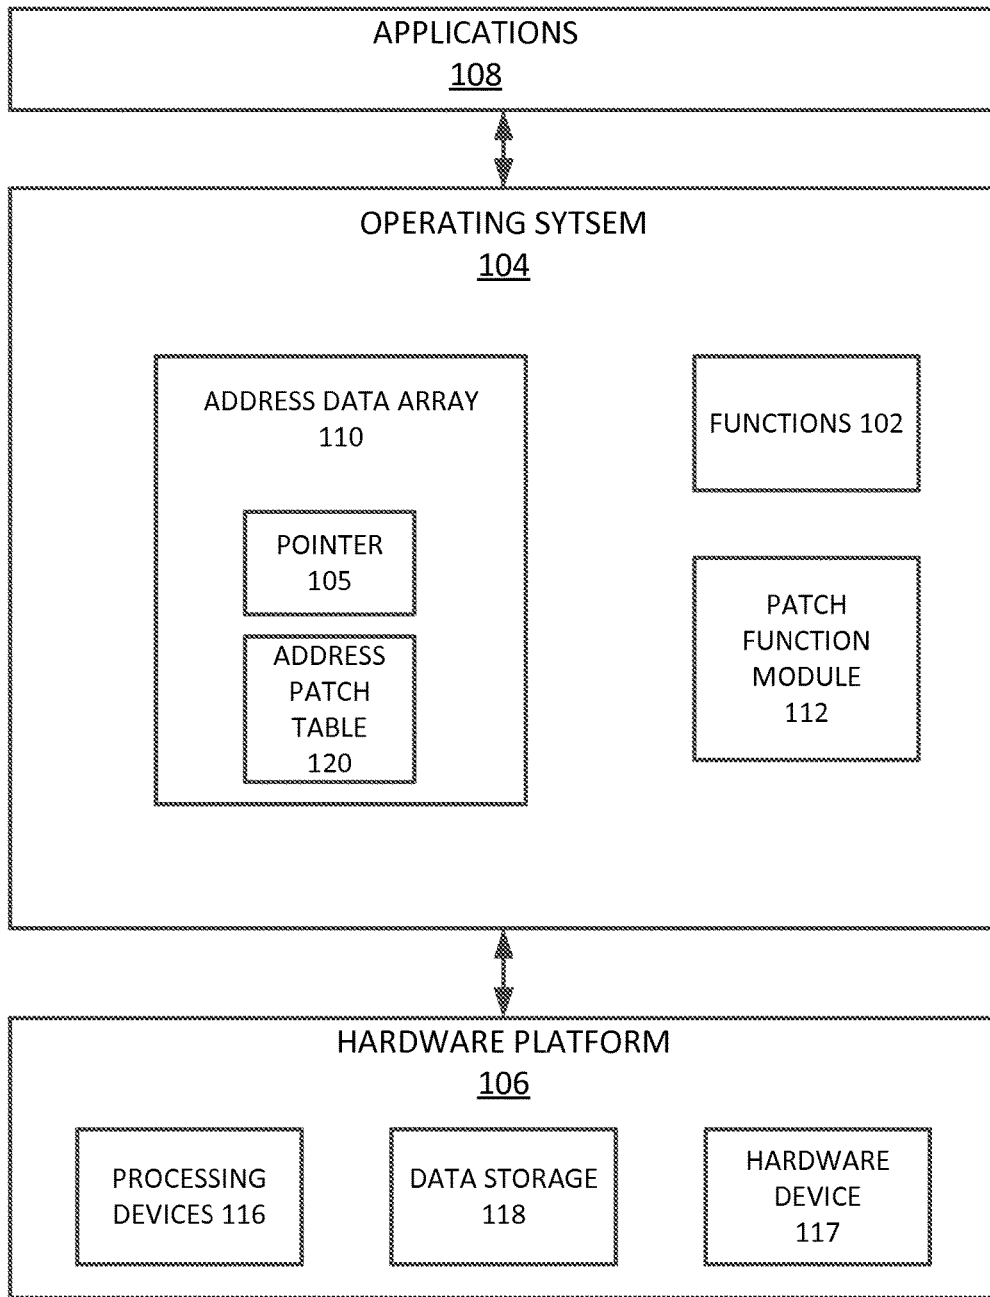 APPLICATIONS
108
OPERATING SYTSEM
104
ADDRESS DATA ARRAY
110
POINTER
105
ADDRESS
PATCH
TABLE
120
FUNCTIONS 102
PATCH
FUNCTION
MODULE
112
HARDWARE PLATFORM
106
PROCESSING
DEVICES 116
DATA STORAGE
118
HARDWARE
DEVICE
117